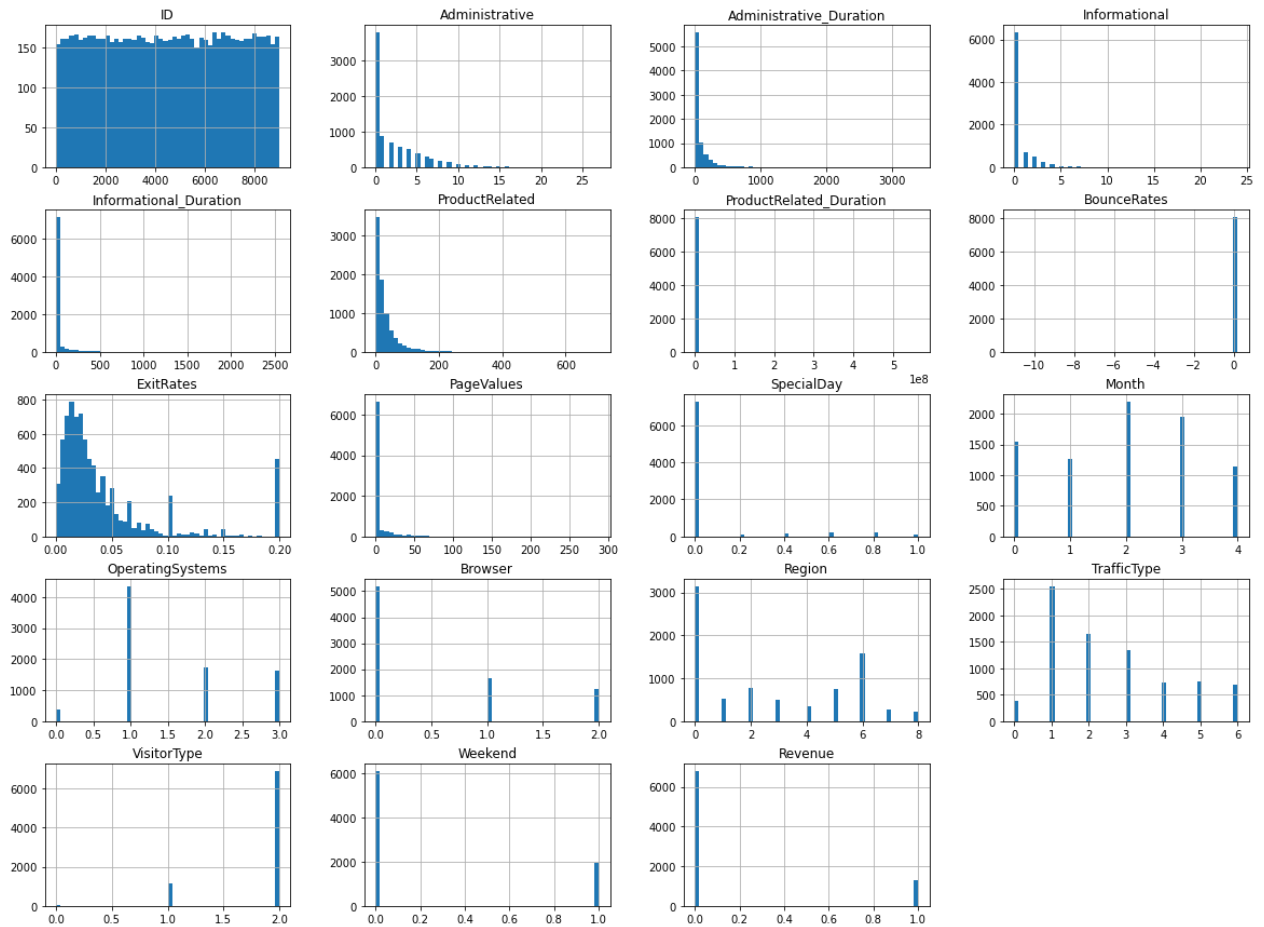 ID Administrative Administrative_Duration Informational
150 100 50 0
0 2000 4000 6000 8000
3000 2000 1000 0
0 5 10 15 20 25
5000 4000 3000 2000 1000 0
0 1000 2000 3000
6000 4000 2000 0
0 5 10 15 20 25
Informational_Duration ProductRelated ProductRelated_Duration BounceRates
6000 4000 2000 0
0 500 1000 1500 2000 2500
3000 2000 1000 0
0 200 400 600
8000 6000 4000 2000 0
0 1 2 3 4 5
1e8
8000 6000 4000 2000 0
−10 −8 −6 −4 −2 0
ExitRates PageValues SpecialDay Month
800 600 400 200 0
0.00 0.05 0.10 0.15 0.20
6000 4000 2000 0
0 50 100 150 200 250 300
6000 4000 2000 0
0.0 0.2 0.4 0.6 0.8 1.0
2000 1500 1000 500 0
0 1 2 3 4
OperatingSystems Browser Region TrafficType
4000 3000 2000 1000 0
0.0 0.5 1.0 1.5 2.0 2.5 3.0
5000 4000 3000 2000 1000 0
0.0 0.5 1.0 1.5 2.0
3000 2000 1000 0
0 2 4 6 8
2500 2000 1500 1000 500 0
0 1 2 3 4 5 6
VisitorType Weekend Revenue
6000 4000 2000 0
0.0 0.5 1.0 1.5 2.0
6000 4000 2000 0
0.0 0.2 0.4 0.6 0.8 1.0
6000 4000 2000 0
0.0 0.2 0.4 0.6 0.8 1.0